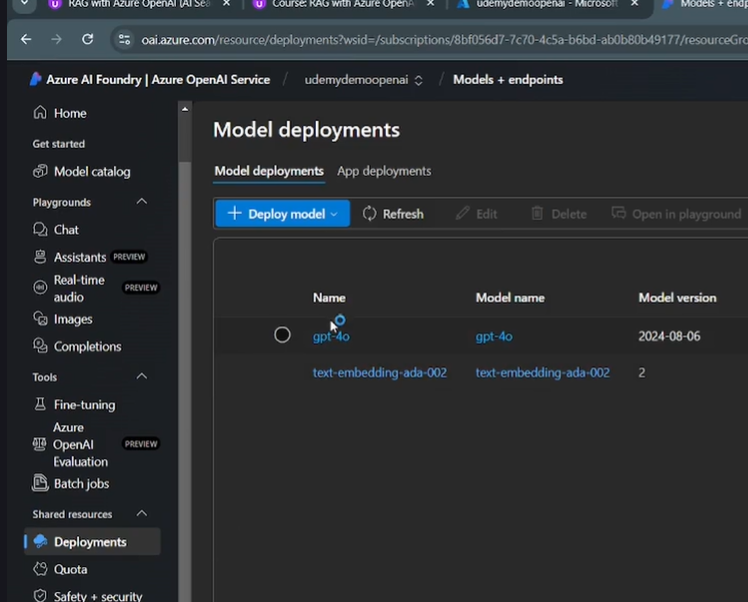 RAG with Azure OpenAI (AI Sea
Course: RAG with Azure OpenA
udemydemoopenai - Microsoft
Models + endp
oai.azure.com/resource/deployments?wsid=/subscriptions/8bf056d7-7c70-4c5a-b6bd-ab0b80b49177/resourceGro
Azure AI Foundry | Azure OpenAI Service / udemydemoopenai / Models + endpoints
Home
Get started
Model catalog
Playgrounds
Chat
Assistants PREVIEW
Real-time
audio PREVIEW
Images
Completions
Tools
Fine-tuning
Azure
OpenAI PREVIEW
Evaluation
Batch jobs
Shared resources
Deployments
Quota
Safety + security
Model deployments
Model deployments App deployments
Deploy model Refresh Edit Delete Open in playground
Name Model name Model version
gpt-4o gpt-4o 2024-08-06
text-embedding-ada-002 text-embedding-ada-002 2